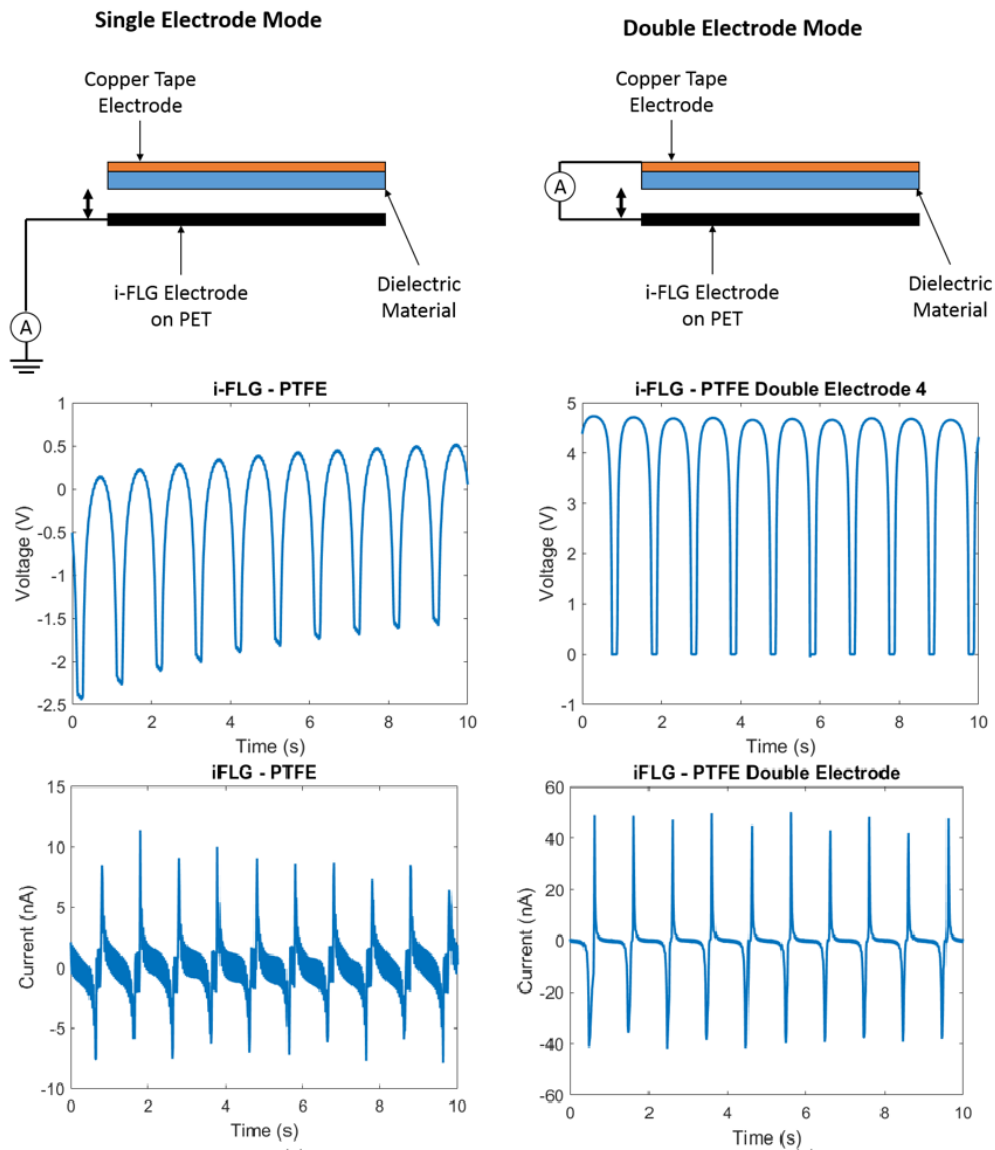 Single Electrode Mode
Double Electrode Mode
Copper Tape
Electrode
A
i-FLG Electrode
on PET
Dielectric
Material
Copper Tape
Electrode
A
i-FLG Electrode
on PET
Dielectric
Material
i-FLG - PTFE
1
0.5
0
-0.5
-1
-1.5
-2
-2.5
Voltage (V)
0 2 4 6 8 10
Time (s)
i-FLG - PTFE Double Electrode 4
5
4
3
2
1
0
-1
Voltage (V)
0 2 4 6 8 10
Time (s)
iFLG - PTFE
15
10
5
0
-5
-10
Current (nA)
0 2 4 6 8 10
Time (s)
iFLG - PTFE Double Electrode
60
40
20
0
-20
-40
-60
Current (nA)
0 2 4 6 8 10
Time (s)